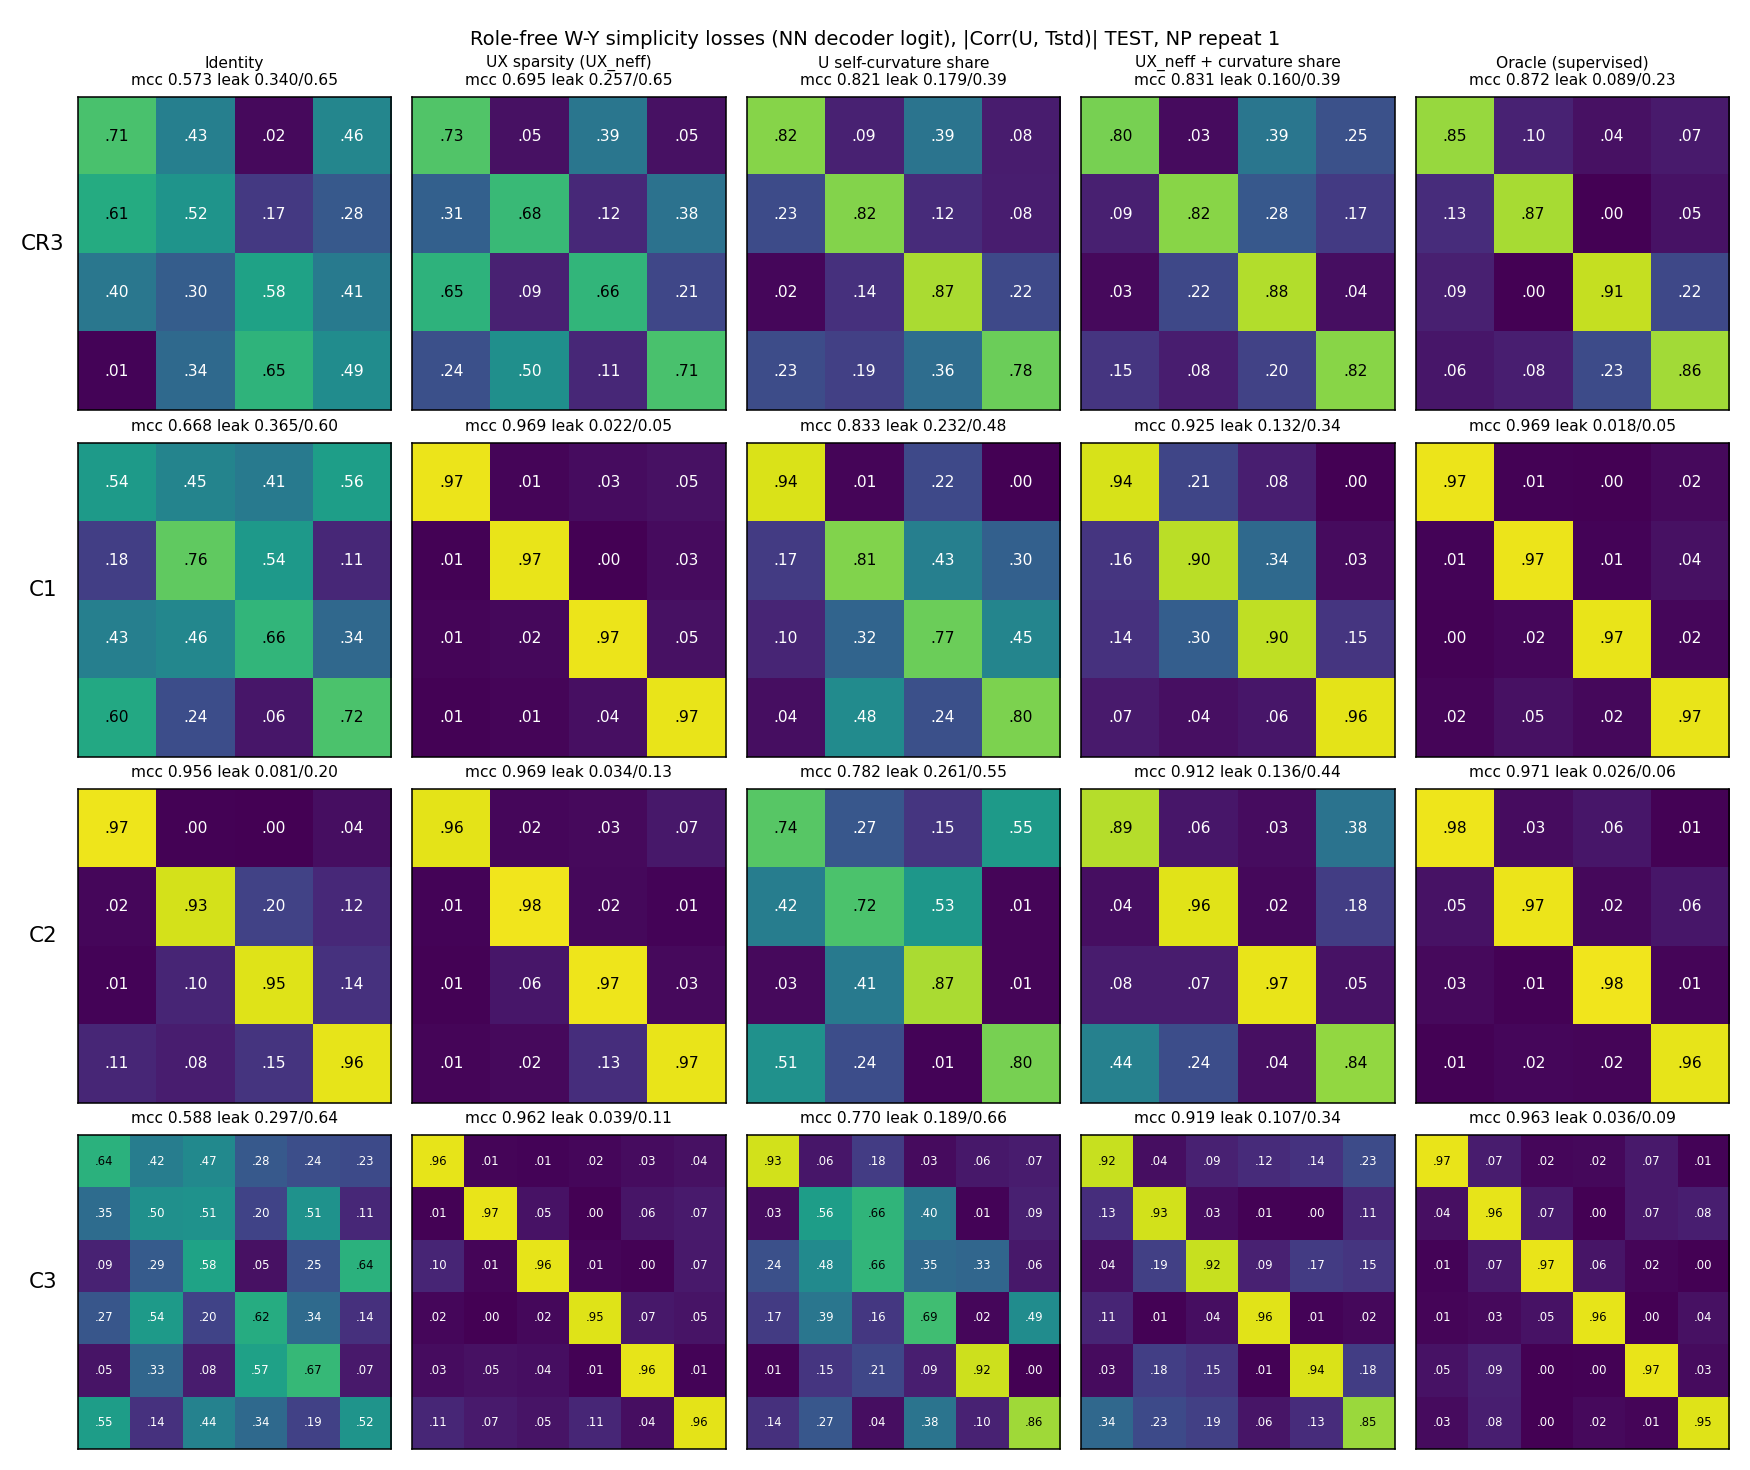 Role-free W-Y simplicity losses (NN decoder logit), |Corr(U, Tstd)| TEST, NP repeat 1
Identity
mcc 0.573 leak 0.340/0.65
UX sparsity (UX_neff)
mcc 0.695 leak 0.257/0.65
U self-curvature share
mcc 0.821 leak 0.179/0.39
UX_neff + curvature share
mcc 0.831 leak 0.160/0.39
Oracle (supervised)
mcc 0.872 leak 0.089/0.23
CR3
.71 .43 .02 .46
.61 .52 .17 .28
.40 .30 .58 .41
.01 .34 .65 .49
.73 .05 .39 .05
.31 .68 .12 .38
.65 .09 .66 .21
.24 .50 .11 .71
.82 .09 .39 .08
.23 .82 .12 .08
.02 .14 .87 .22
.23 .19 .36 .78
.80 .03 .39 .25
.09 .82 .28 .17
.03 .22 .88 .04
.15 .08 .20 .82
.85 .10 .04 .07
.13 .87 .00 .05
.09 .00 .91 .22
.06 .08 .23 .86
C1
mcc 0.668 leak 0.365/0.60
.54 .45 .41 .56
.18 .76 .54 .11
.43 .46 .66 .34
.60 .24 .06 .72
mcc 0.969 leak 0.022/0.05
.97 .01 .03 .05
.01 .97 .00 .03
.01 .02 .97 .05
.01 .01 .04 .97
mcc 0.833 leak 0.232/0.48
.94 .01 .22 .00
.17 .81 .43 .30
.10 .32 .77 .45
.04 .48 .24 .80
mcc 0.925 leak 0.132/0.34
.94 .21 .08 .00
.16 .90 .34 .03
.14 .30 .90 .15
.07 .04 .06 .96
mcc 0.969 leak 0.018/0.05
.97 .01 .00 .02
.01 .97 .01 .04
.00 .02 .97 .02
.02 .05 .02 .97
C2
mcc 0.956 leak 0.081/0.20
.97 .00 .00 .04
.02 .93 .20 .12
.01 .10 .95 .14
.11 .08 .15 .96
mcc 0.969 leak 0.034/0.13
.96 .02 .03 .07
.01 .98 .02 .01
.01 .06 .97 .03
.01 .02 .13 .97
mcc 0.782 leak 0.261/0.55
.74 .27 .15 .55
.42 .72 .53 .01
.03 .41 .87 .01
.51 .24 .01 .80
mcc 0.912 leak 0.136/0.44
.89 .06 .03 .38
.04 .96 .02 .18
.08 .07 .97 .05
.44 .24 .04 .84
mcc 0.971 leak 0.026/0.06
.98 .03 .06 .01
.05 .97 .02 .06
.03 .01 .98 .01
.01 .02 .02 .96
C3
mcc 0.588 leak 0.297/0.64
.64 .42 .47 .28 .24 .23
.35 .50 .51 .20 .51 .11
.09 .29 .58 .05 .25 .64
.27 .54 .20 .62 .34 .14
.05 .33 .08 .57 .67 .07
.55 .14 .44 .34 .19 .52
mcc 0.962 leak 0.039/0.11
.96 .01 .01 .02 .03 .04
.01 .97 .05 .00 .06 .07
.10 .01 .96 .01 .00 .07
.02 .00 .02 .95 .07 .05
.03 .05 .04 .01 .96 .01
.11 .07 .05 .11 .04 .96
mcc 0.770 leak 0.189/0.66
.93 .06 .18 .03 .06 .07
.03 .56 .66 .40 .01 .09
.24 .48 .66 .35 .33 .06
.17 .39 .16 .69 .02 .49
.01 .15 .21 .09 .92 .00
.14 .27 .04 .38 .10 .86
mcc 0.919 leak 0.107/0.34
.92 .04 .09 .12 .14 .23
.13 .93 .03 .01 .00 .11
.04 .19 .92 .09 .17 .15
.11 .01 .04 .96 .01 .02
.03 .18 .15 .01 .94 .18
.34 .23 .19 .06 .13 .85
mcc 0.963 leak 0.036/0.09
.97 .07 .02 .02 .07 .01
.04 .96 .07 .00 .07 .08
.01 .07 .97 .06 .02 .00
.01 .03 .05 .96 .00 .04
.05 .09 .00 .00 .97 .03
.03 .08 .00 .02 .01 .95